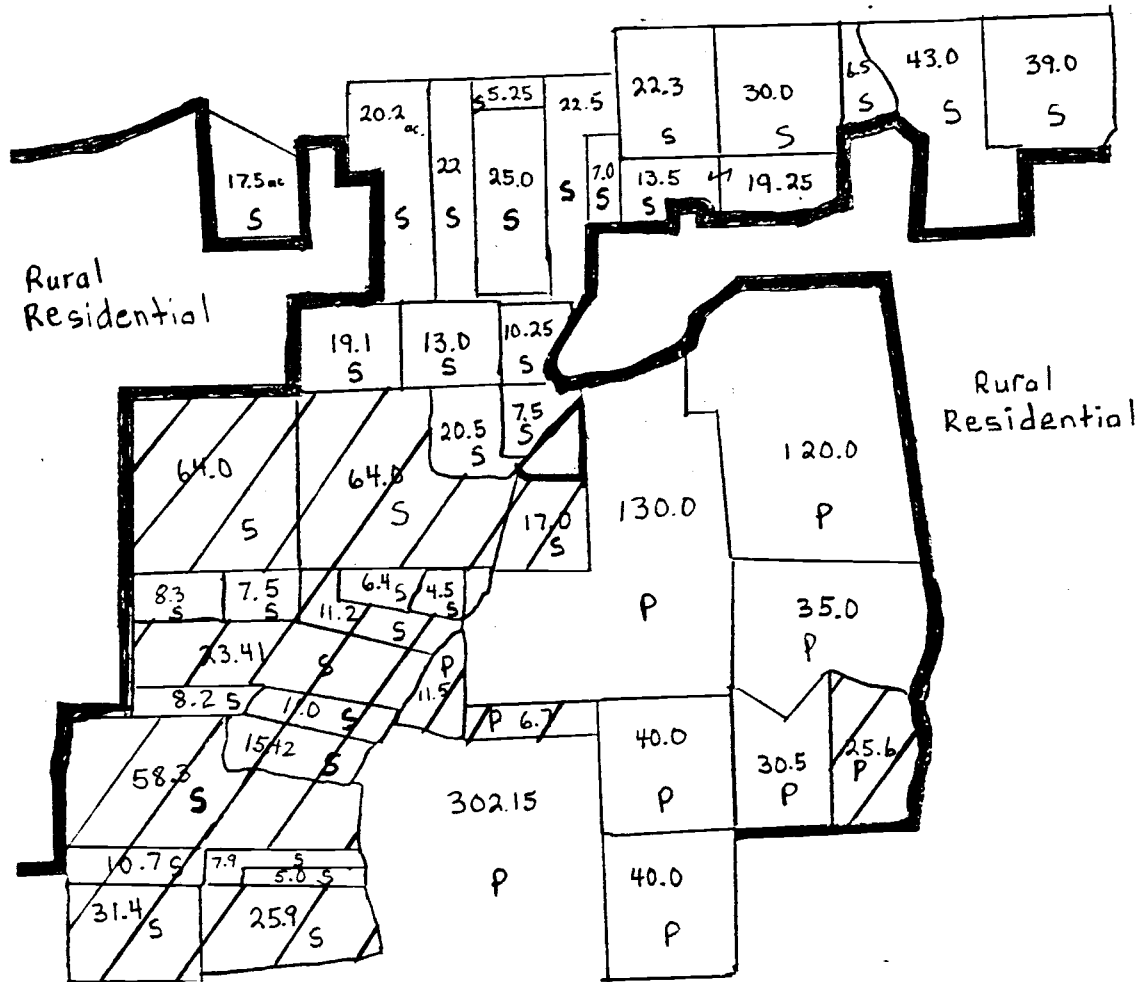 22.3
S
30.0
S
6.5
S
43.0
S
39.0
S
20.2 ac.
S
22
S
S 5.25
25.0
S
22.5
S
7.0
S
13.5
S
19.25
17.5 ac
S
Rural
Residential
19.1
S
13.0
S
10.25
S
20.5
S
7.5
S
Rural
Residential
64.0
S
64.0
S
17.0
S
130.0
P
120.0
P
8.3
S
7.5
S
6.4 S
4.5
S
11.2
S
35.0
P
23.41
S
P
11.5
8.2 S
11.0
S
P 6.7
15.42
S
40.0
P
30.5
P
25.6
P
58.3
S
302.15
P
10.7 S
7.9
S
5.0 S
40.0
P
31.4
S
25.9
S